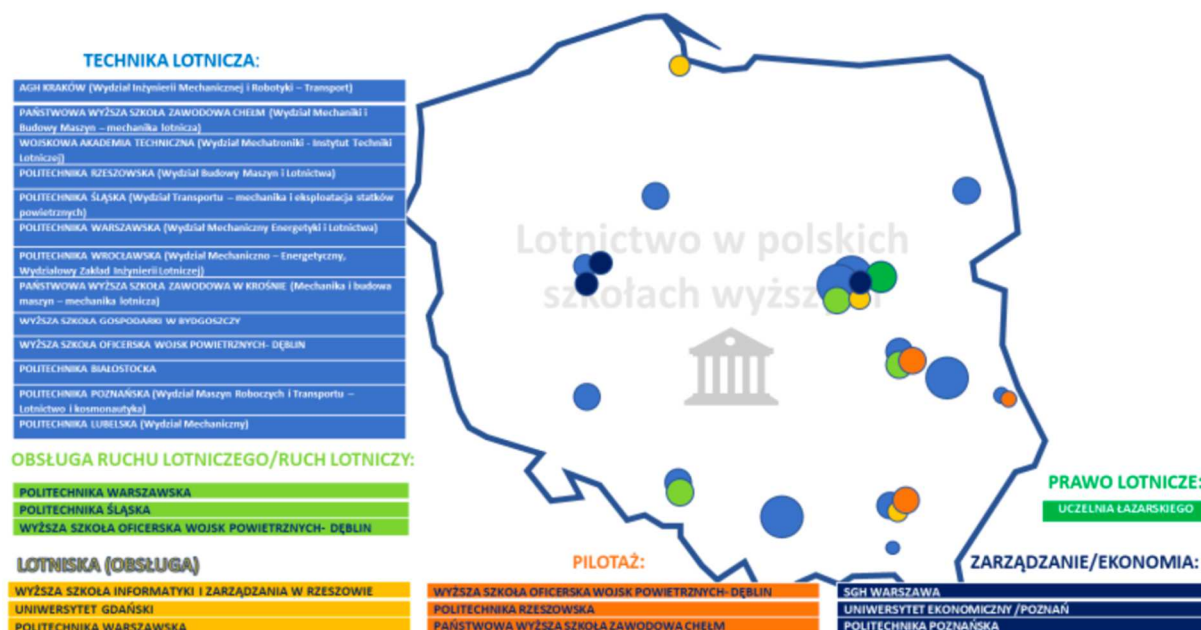 TECHNIKA LOTNICZA:
AGH KRAKÓW (Wydział Inżynierii Mechanicznej i Robotyki – Transport)
PAŃSTWOWA WYŻSZA SZKOŁA ZAWODOWA CHEŁM (Wydział Mechaniki i
Budowy Maszyn – mechanika lotnicza)
WOJSKOWA AKADEMIA TECHNICZNA (Wydział Mechatroniki - Instytut Techniki
Lotniczej)
POLITECHNIKA RZESZOWSKA (Wydział Budowy Maszyn i Lotnictwa)
POLITECHNIKA ŚLĄSKA (Wydział Transportu – mechanika i eksploatacja statków
powietrznych)
POLITECHNIKA WARSZAWSKA (Wydział Mechaniczny Energetyki i Lotnictwa)
POLITECHNIKA WROCŁAWSKA (Wydział Mechaniczno – Energetyczny,
Wydziałowy Zakład Inżynierii Lotniczej)
PAŃSTWOWA WYŻSZA SZKOŁA ZAWODOWA W KROŚNIE (Mechanika i budowa
maszyn – mechanika lotnicza)
WYŻSZA SZKOŁA GOSPODARKI W BYDGOSZCZY
WYŻSZA SZKOŁA OFICERSKA WOJSK POWIETRZNYCH- DĘBLIN
POLITECHNIKA BIAŁOSTOCKA
POLITECHNIKA POZNAŃSKA (Wydział Maszyn Roboczych i Transportu –
Lotnictwo i kosmonautyka)
POLITECHNIKA LUBELSKA (Wydział Mechaniczny)
Lotnictwo w polskich
szkołach wyższych
OBSŁUGA RUCHU LOTNICZEGO/RUCH LOTNICZY:
POLITECHNIKA WARSZAWSKA
POLITECHNIKA ŚLĄSKA
WYŻSZA SZKOŁA OFICERSKA WOJSK POWIETRZNYCH- DĘBLIN
PRAWO LOTNICZE:
UCZELNIA ŁAZARSKIEGO
LOTNISKA (OBSŁUGA)
WYŻSZA SZKOŁA INFORMATYKI I ZARZĄDZANIA W RZESZOWIE
UNIWERSYTET GDAŃSKI
POLITECHNIKA WARSZAWSKA
PILOTAŻ:
WYŻSZA SZKOŁA OFICERSKA WOJSK POWIETRZNYCH- DĘBLIN
POLITECHNIKA RZESZOWSKA
PAŃSTWOWA WYŻSZA SZKOŁA ZAWODOWA CHEŁM
ZARZĄDZANIE/EKONOMIA:
SGH WARSZAWA
UNIWERSYTET EKONOMICZNY /POZNAŃ
POLITECHNIKA POZNAŃSKA